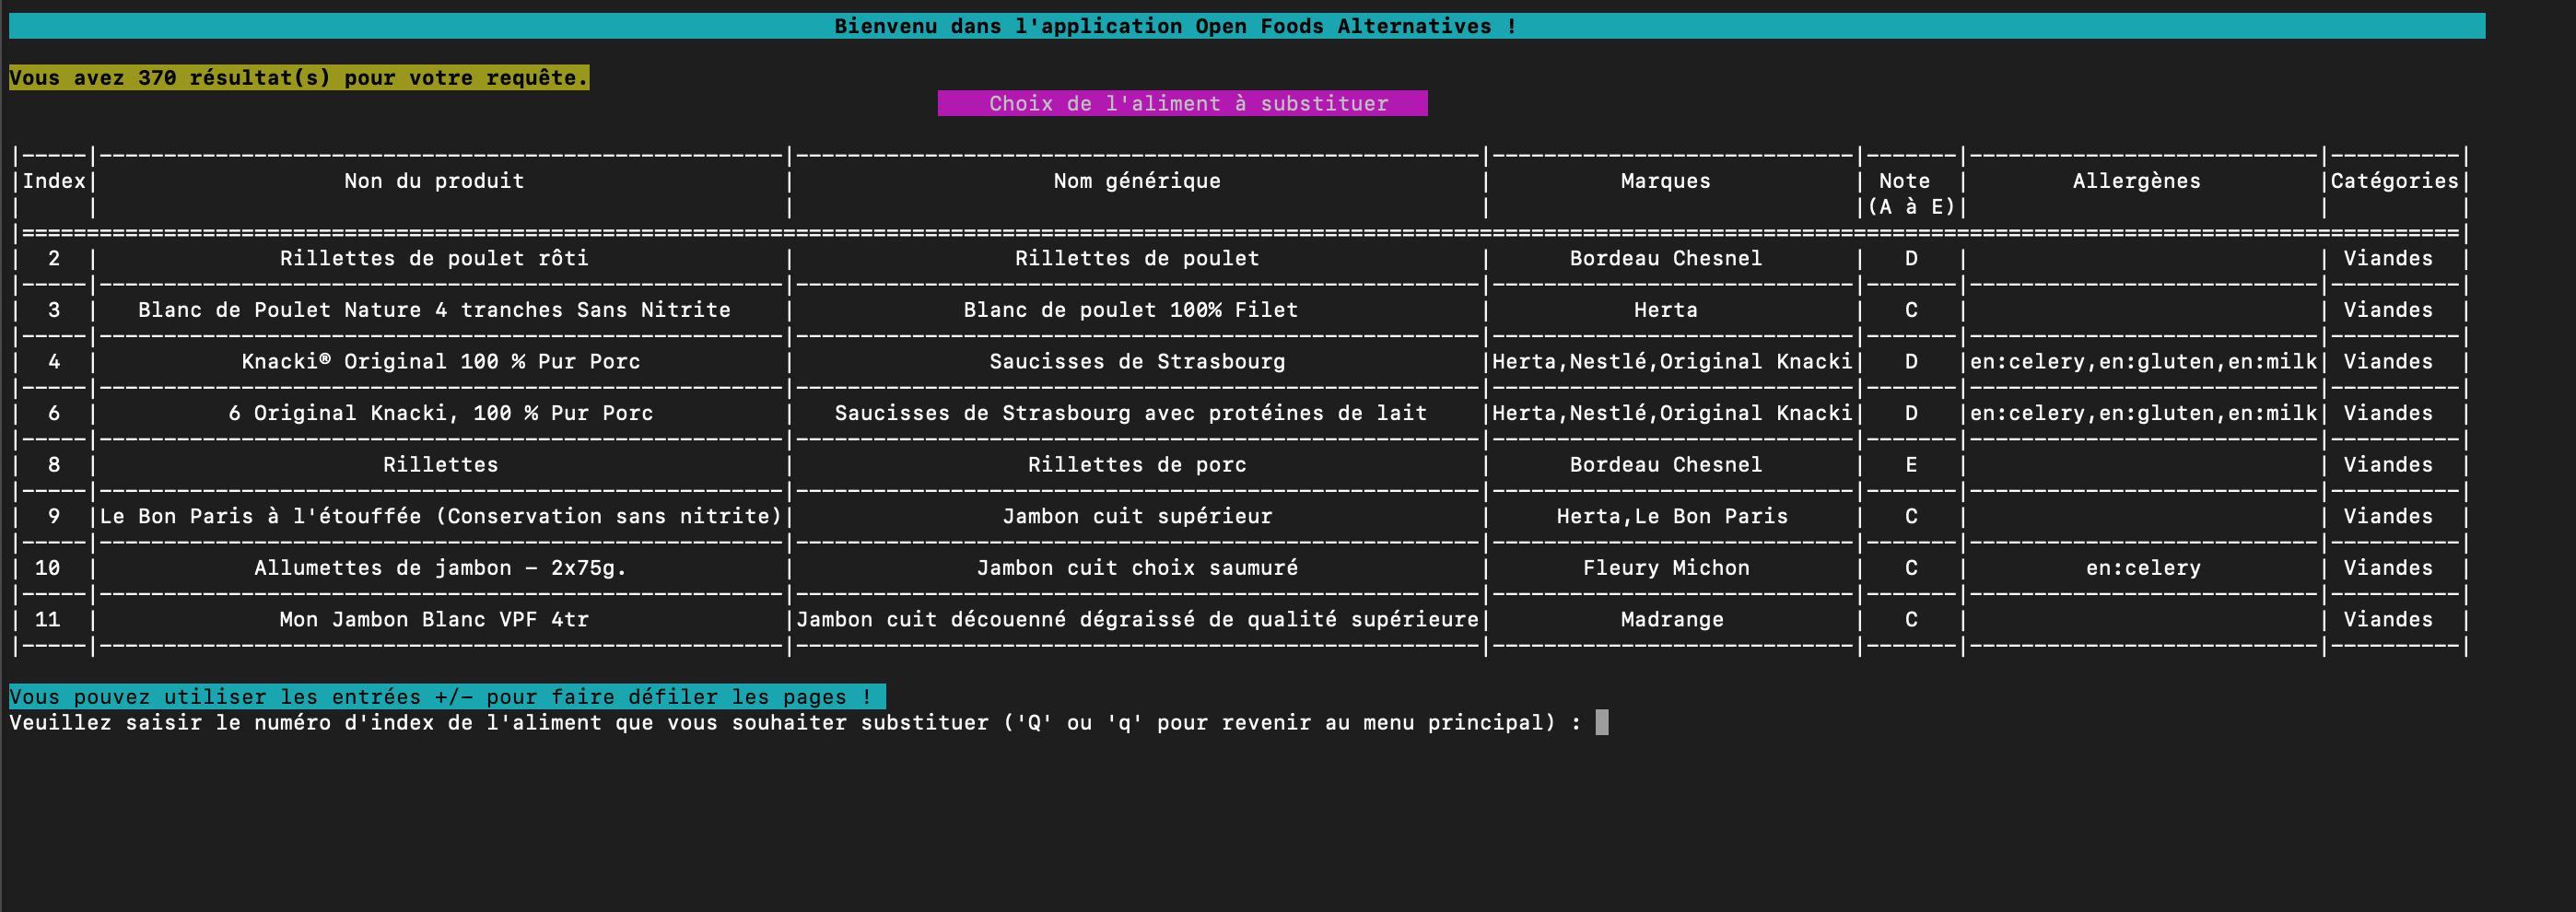 Bienvenu dans l'application Open Foods Alternatives !
Vous avez 370 résultat(s) pour votre requête.
Choix de l'aliment à substituer
Index Non du produit Nom générique Marques Note Allergènes Catégories
(A à E)
2 Rillettes de poulet rôti Rillettes de poulet Bordeau Chesnel D Viandes
3 Blanc de Poulet Nature 4 tranches Sans Nitrite Blanc de poulet 100% Filet Herta C Viandes
4 Knacki® Original 100 % Pur Porc Saucisses de Strasbourg Herta,Nestlé,Original Knacki D en:celery,en:gluten,en:milk Viandes
6 6 Original Knacki, 100 % Pur Porc Saucisses de Strasbourg avec protéines de lait Herta,Nestlé,Original Knacki D en:celery,en:gluten,en:milk Viandes
8 Rillettes Rillettes de porc Bordeau Chesnel E Viandes
9 Le Bon Paris à l'étouffée (Conservation sans nitrite) Jambon cuit supérieur Herta,Le Bon Paris C Viandes
10 Allumettes de jambon – 2x75g. Jambon cuit choix saumuré Fleury Michon C en:celery Viandes
11 Mon Jambon Blanc VPF 4tr Jambon cuit découenné dégraissé de qualité supérieure Madrange C Viandes
Vous pouvez utiliser les entrées +/- pour faire défiler les pages !
Veuillez saisir le numéro d'index de l'aliment que vous souhaiter substituer ('Q' ou 'q' pour revenir au menu principal) :